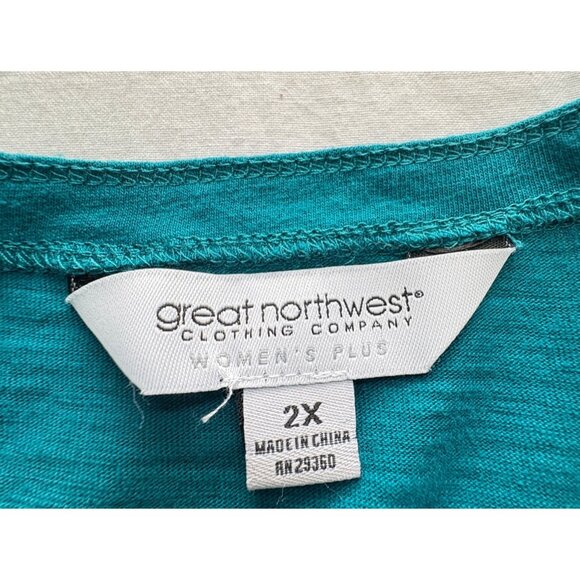 great northwest®
CLOTHING COMPANY
WOMEN'S PLUS
2X
MADE IN CHINA
RN29360